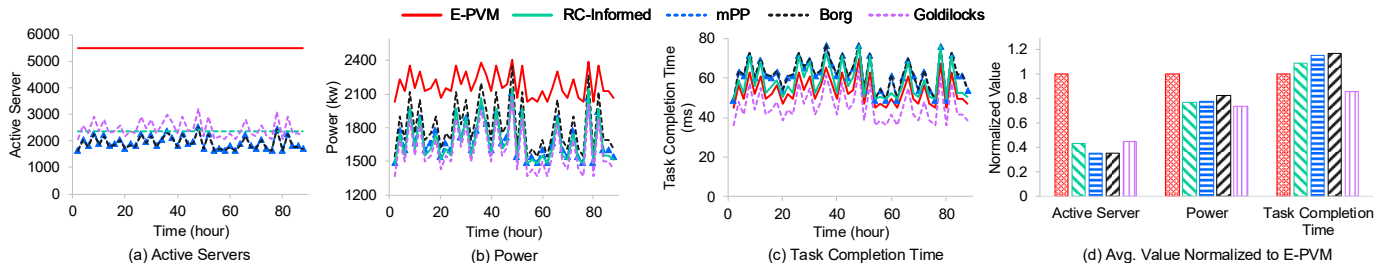 E-PVM RC-Informed mPP Borg Goldilocks
Active Server
6000
5000
4000
3000
2000
1000
0
0 20 40 60 80
Time (hour)
(a) Active Servers
Power (kw)
2400
2100
1800
1500
1200
0 20 40 60 80
Time (hour)
(b) Power
Task Completion Time
(ms)
80
60
40
20
0
0 20 40 60 80
Time (hour)
(c) Task Completion Time
Normalized Value
1.2
1
0.8
0.6
0.4
0.2
0
Active Server Power Task Completion
Time
(d) Avg. Value Normalized to E-PVM